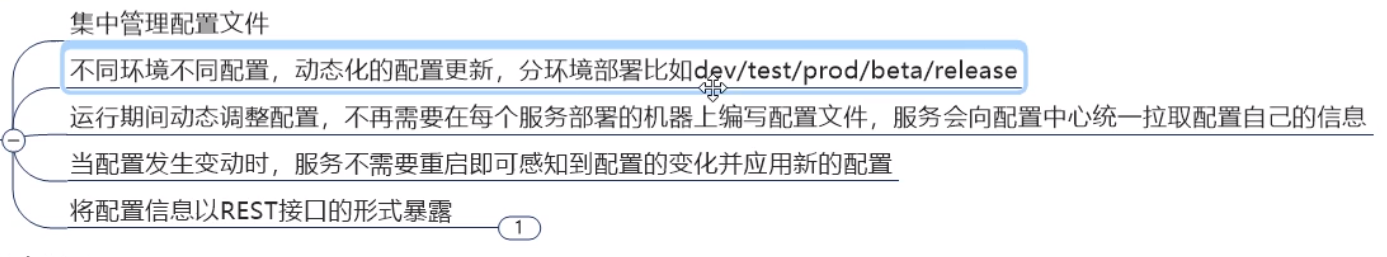 集中管理配置文件
不同环境不同配置，动态化的配置更新，分环境部署比如dev/test/prod/beta/release
运行期间动态调整配置，不再需要在每个服务部署的机器上编写配置文件，服务会向配置中心统一拉取配置自己的信息
当配置发生变动时，服务不需要重启即可感知到配置的变化并应用新的配置
将配置信息以REST接口的形式暴露
1